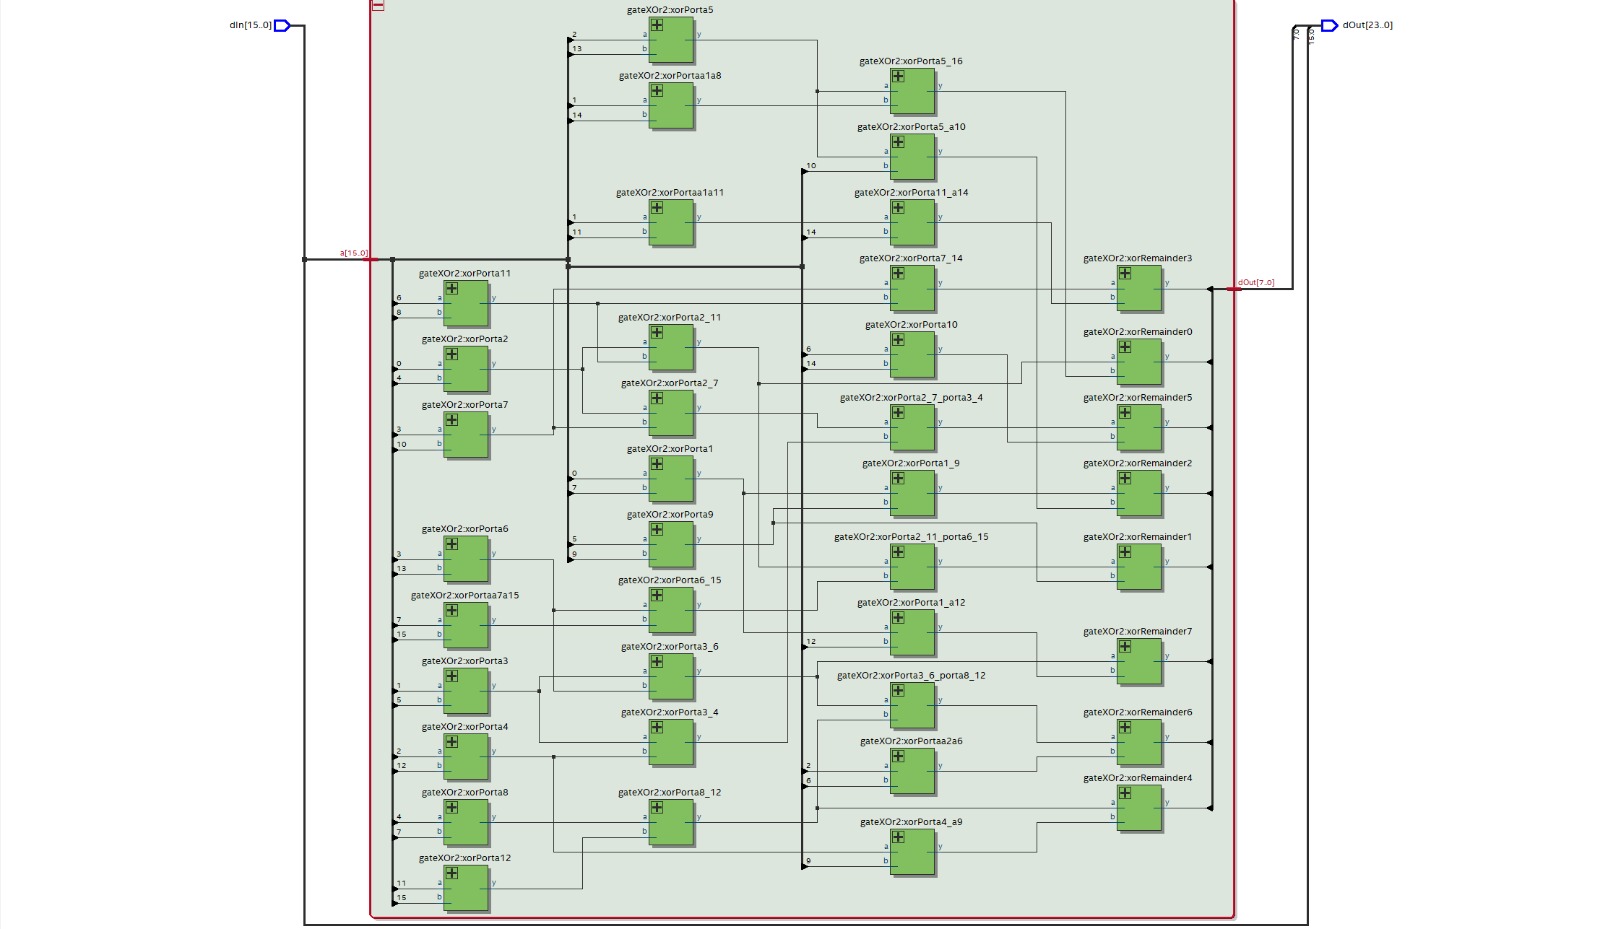 gateXOr2:xorPorta5
dIn[15..0]
7..0
15..0
dOut[23..0]
2 a y
13 b
gateXOr2:xorPorta5_16
gateXOr2:xorPortaa1a8
a y
1 a y
b
14 b
gateXOr2:xorPorta5_a10
a y
10 b
gateXOr2:xorPortaa1a11
gateXOr2:xorPorta11_a14
1 a y
a y
11 b
14 b
a[15..0]
gateXOr2:xorPorta7_14
gateXOr2:xorRemainder3
gateXOr2:xorPorta11
a y
a y
dOut[7..0]
6 a y
b
b
8 b
gateXOr2:xorPorta2_11
gateXOr2:xorPorta10
gateXOr2:xorRemainder0
gateXOr2:xorPorta2
a y
6 a y
a y
b
14 b
b
0 a y
4 b
gateXOr2:xorPorta2_7
gateXOr2:xorPorta2_7_porta3_4
gateXOr2:xorRemainder5
gateXOr2:xorPorta7
a y
a y
a y
b
b
b
3 a y
10 b
gateXOr2:xorPorta1
gateXOr2:xorPorta1_9
gateXOr2:xorRemainder2
0 a y
a y
a y
7 b
b
b
gateXOr2:xorPorta9
gateXOr2:xorPorta6
gateXOr2:xorPorta2_11_porta6_15
gateXOr2:xorRemainder1
5 a y
9 b
3 a y
a y
a y
13 b
b
b
gateXOr2:xorPorta6_15
gateXOr2:xorPortaa7a15
gateXOr2:xorPorta1_a12
a y
b
7 a y
a y
15 b
12 b
gateXOr2:xorRemainder7
gateXOr2:xorPorta3_6
gateXOr2:xorPorta3
a y
a y
b
b
gateXOr2:xorPorta3_6_porta8_12
1 a y
a y
5 b
b
gateXOr2:xorPorta3_4
gateXOr2:xorRemainder6
gateXOr2:xorPorta4
gateXOr2:xorPortaa2a6
a y
a y
b
b
2 a y
2 a y
12 b
6 b
gateXOr2:xorRemainder4
gateXOr2:xorPorta8
gateXOr2:xorPorta8_12
a y
b
4 a y
a y
7 b
b
gateXOr2:xorPorta4_a9
a y
9 b
gateXOr2:xorPorta12
11 a y
15 b